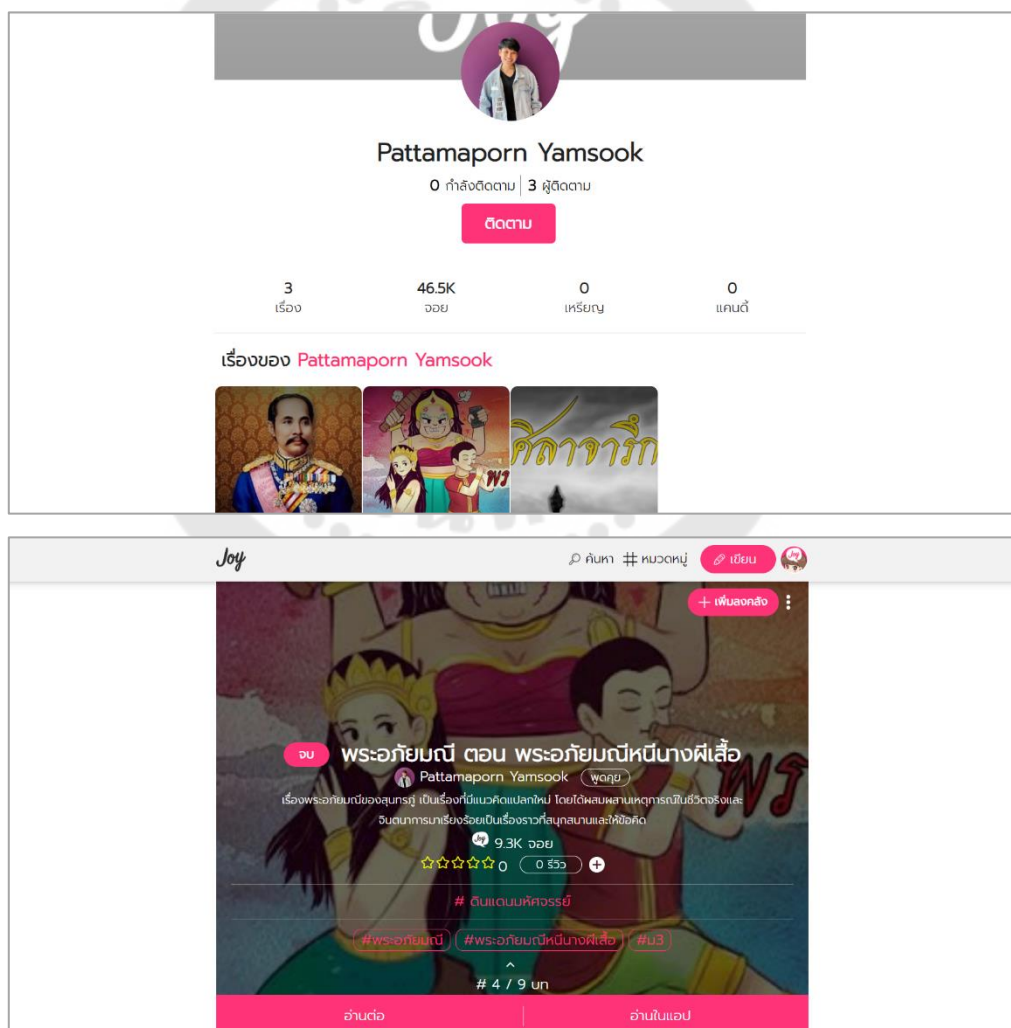 Joy
Pattamaporn Yamsook
0 กำลังติดตาม | 3 ผู้ติดตาม
ติดตาม
3 46.5K 0 0
เรื่อง จอย เหรียญ แคนดี้
เรื่องของ Pattamaporn Yamsook
พร
ศิลาจารึก
Joy
ค้นหา # หมวดหมู่ เขียน
+ เพิ่มลงคลัง
จบ พระอภัยมณี ตอน พระอภัยมณีหนีนางผีเสื้อ
Pattamaporn Yamsook พูดคุย
เรื่องพระอภัยมณีของสุนทรภู่ เป็นเรื่องที่มีแนวคิดแปลกใหม่ โดยได้ผสมผสานเหตุการณ์ในชีวิตจริงและ
จินตนาการมาเรียงร้อยเป็นเรื่องราวที่สนุกสนานและให้ข้อคิด
9.3K จอย
0 0 รีวิว
# ดินแดนมหัศจรรย์
#พระอภัยมณี #พระอภัยมณีหนีนางผีเสื้อ #ม3
# 4 / 9 บท
อ่านต่อ อ่านในแอป